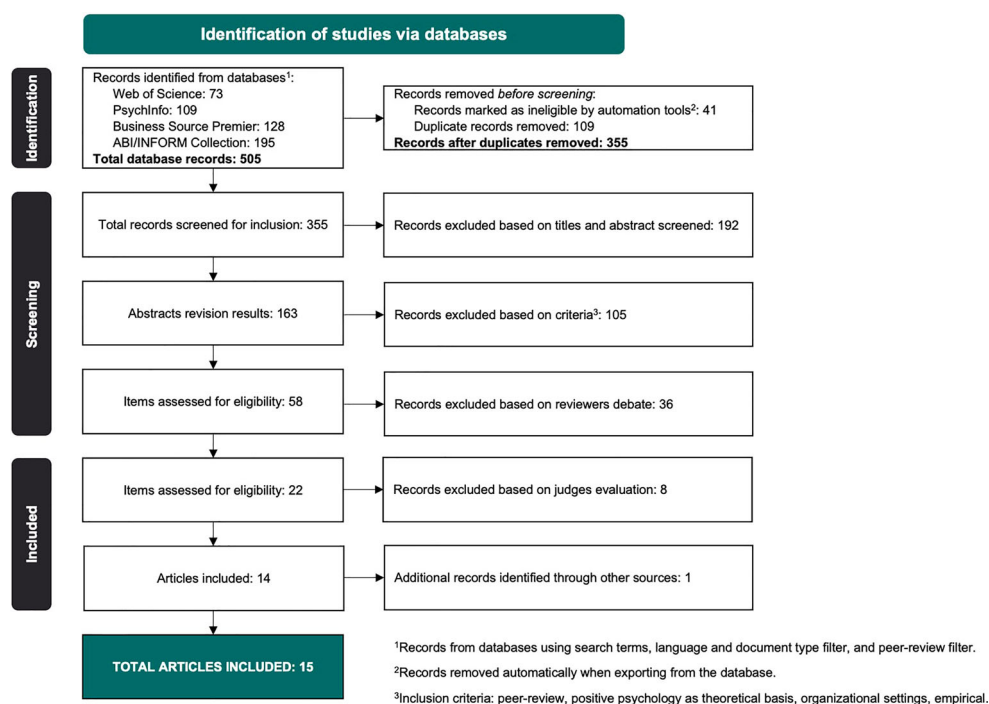 Identification of studies via databases
Identification
Records identified from databases¹:
Web of Science: 73
PsychInfo: 109
Business Source Premier: 128
ABI/INFORM Collection: 195
Total database records: 505
Records removed before screening:
Records marked as ineligible by automation tools²: 41
Duplicate records removed: 109
Records after duplicates removed: 355
Screening
Total records screened for inclusion: 355
Records excluded based on titles and abstract screened: 192
Abstracts revision results: 163
Records excluded based on criteria³: 105
Items assessed for eligibility: 58
Records excluded based on reviewers debate: 36
Included
Items assessed for eligibility: 22
Records excluded based on judges evaluation: 8
Articles included: 14
Additional records identified through other sources: 1
TOTAL ARTICLES INCLUDED: 15
¹Records from databases using search terms, language and document type filter, and peer-review filter.
²Records removed automatically when exporting from the database.
³Inclusion criteria: peer-review, positive psychology as theoretical basis, organizational settings, empirical.